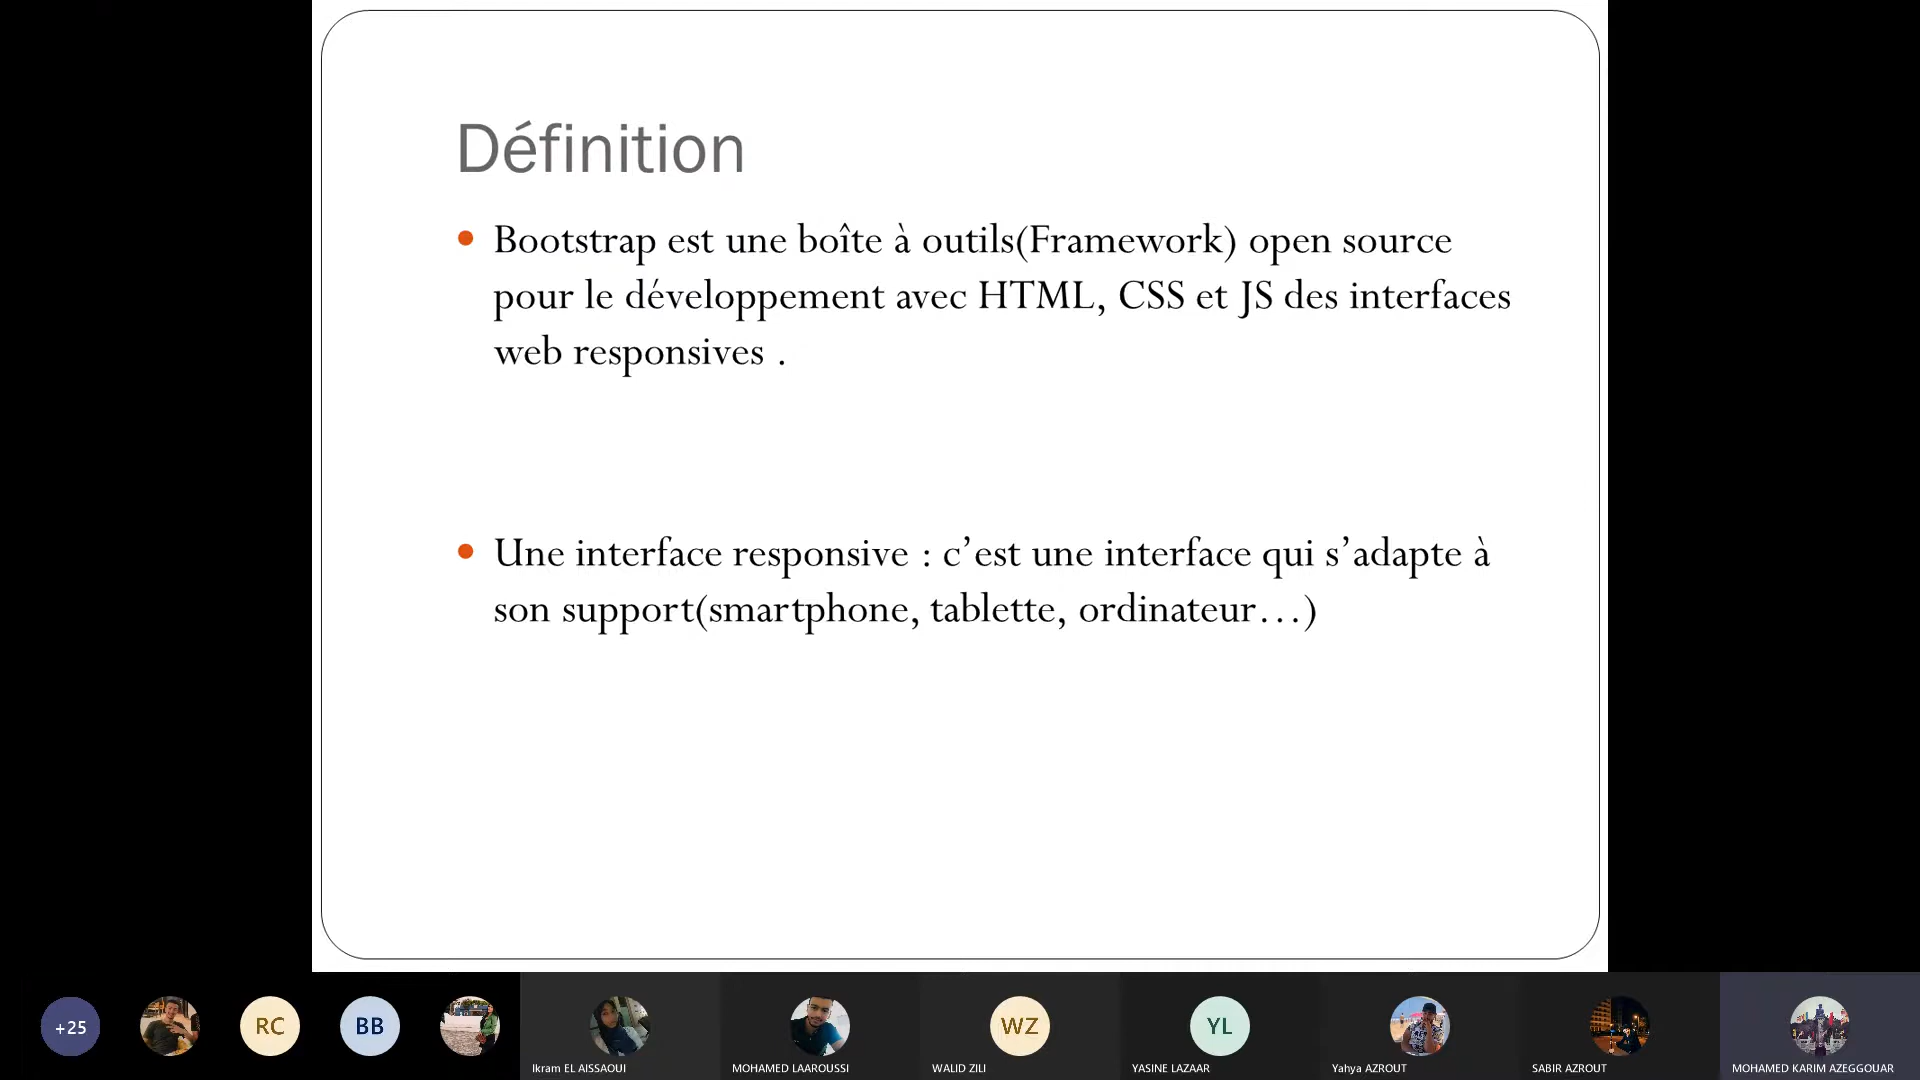 Définition
Bootstrap est une boîte à outils(Framework) open source
pour le développement avec HTML, CSS et JS des interfaces
web responsives .
Une interface responsive : c’est une interface qui s’adapte à
son support(smartphone, tablette, ordinateur…)
+25
RC
BB
WZ
YL
Ikram EL AISSAOUI
MOHAMED LAAROUSSI
WALID ZILI
YASINE LAZAAR
Yahya AZROUT
SABIR AZROUT
MOHAMED KARIM AZEGGOUAR